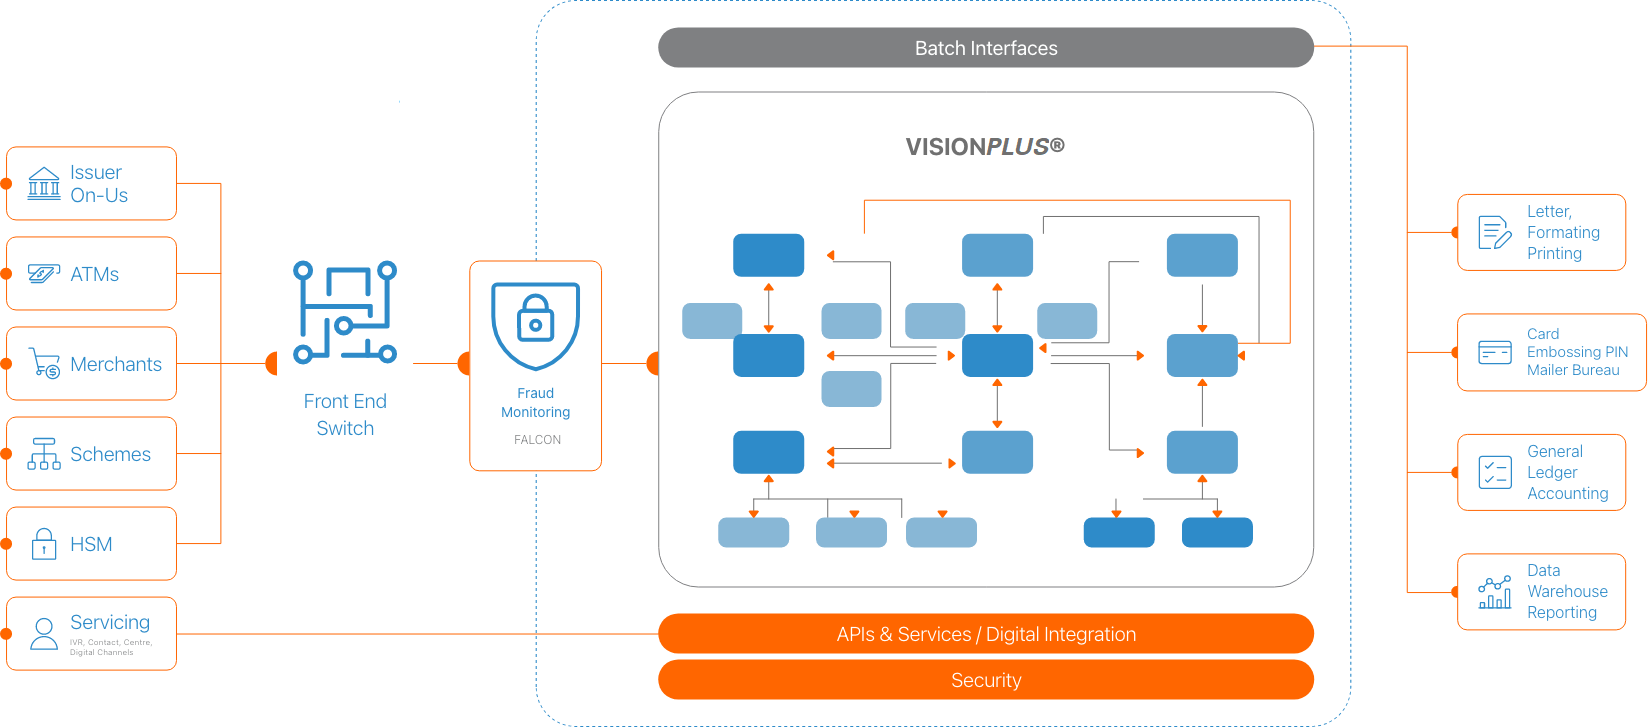 Batch Interfaces
VISIONPLUS®
Issuer
On-Us
ATMs
Merchants
Schemes
HSM
Servicing
IVR, Contact, Centre,
Digital Channels
Front End
Switch
Fraud
Monitoring
FALCON
APIs & Services / Digital Integration
Security
Letter,
Formating
Printing
Card
Embossing PIN
Mailer Bureau
General
Ledger
Accounting
Data
Warehouse
Reporting